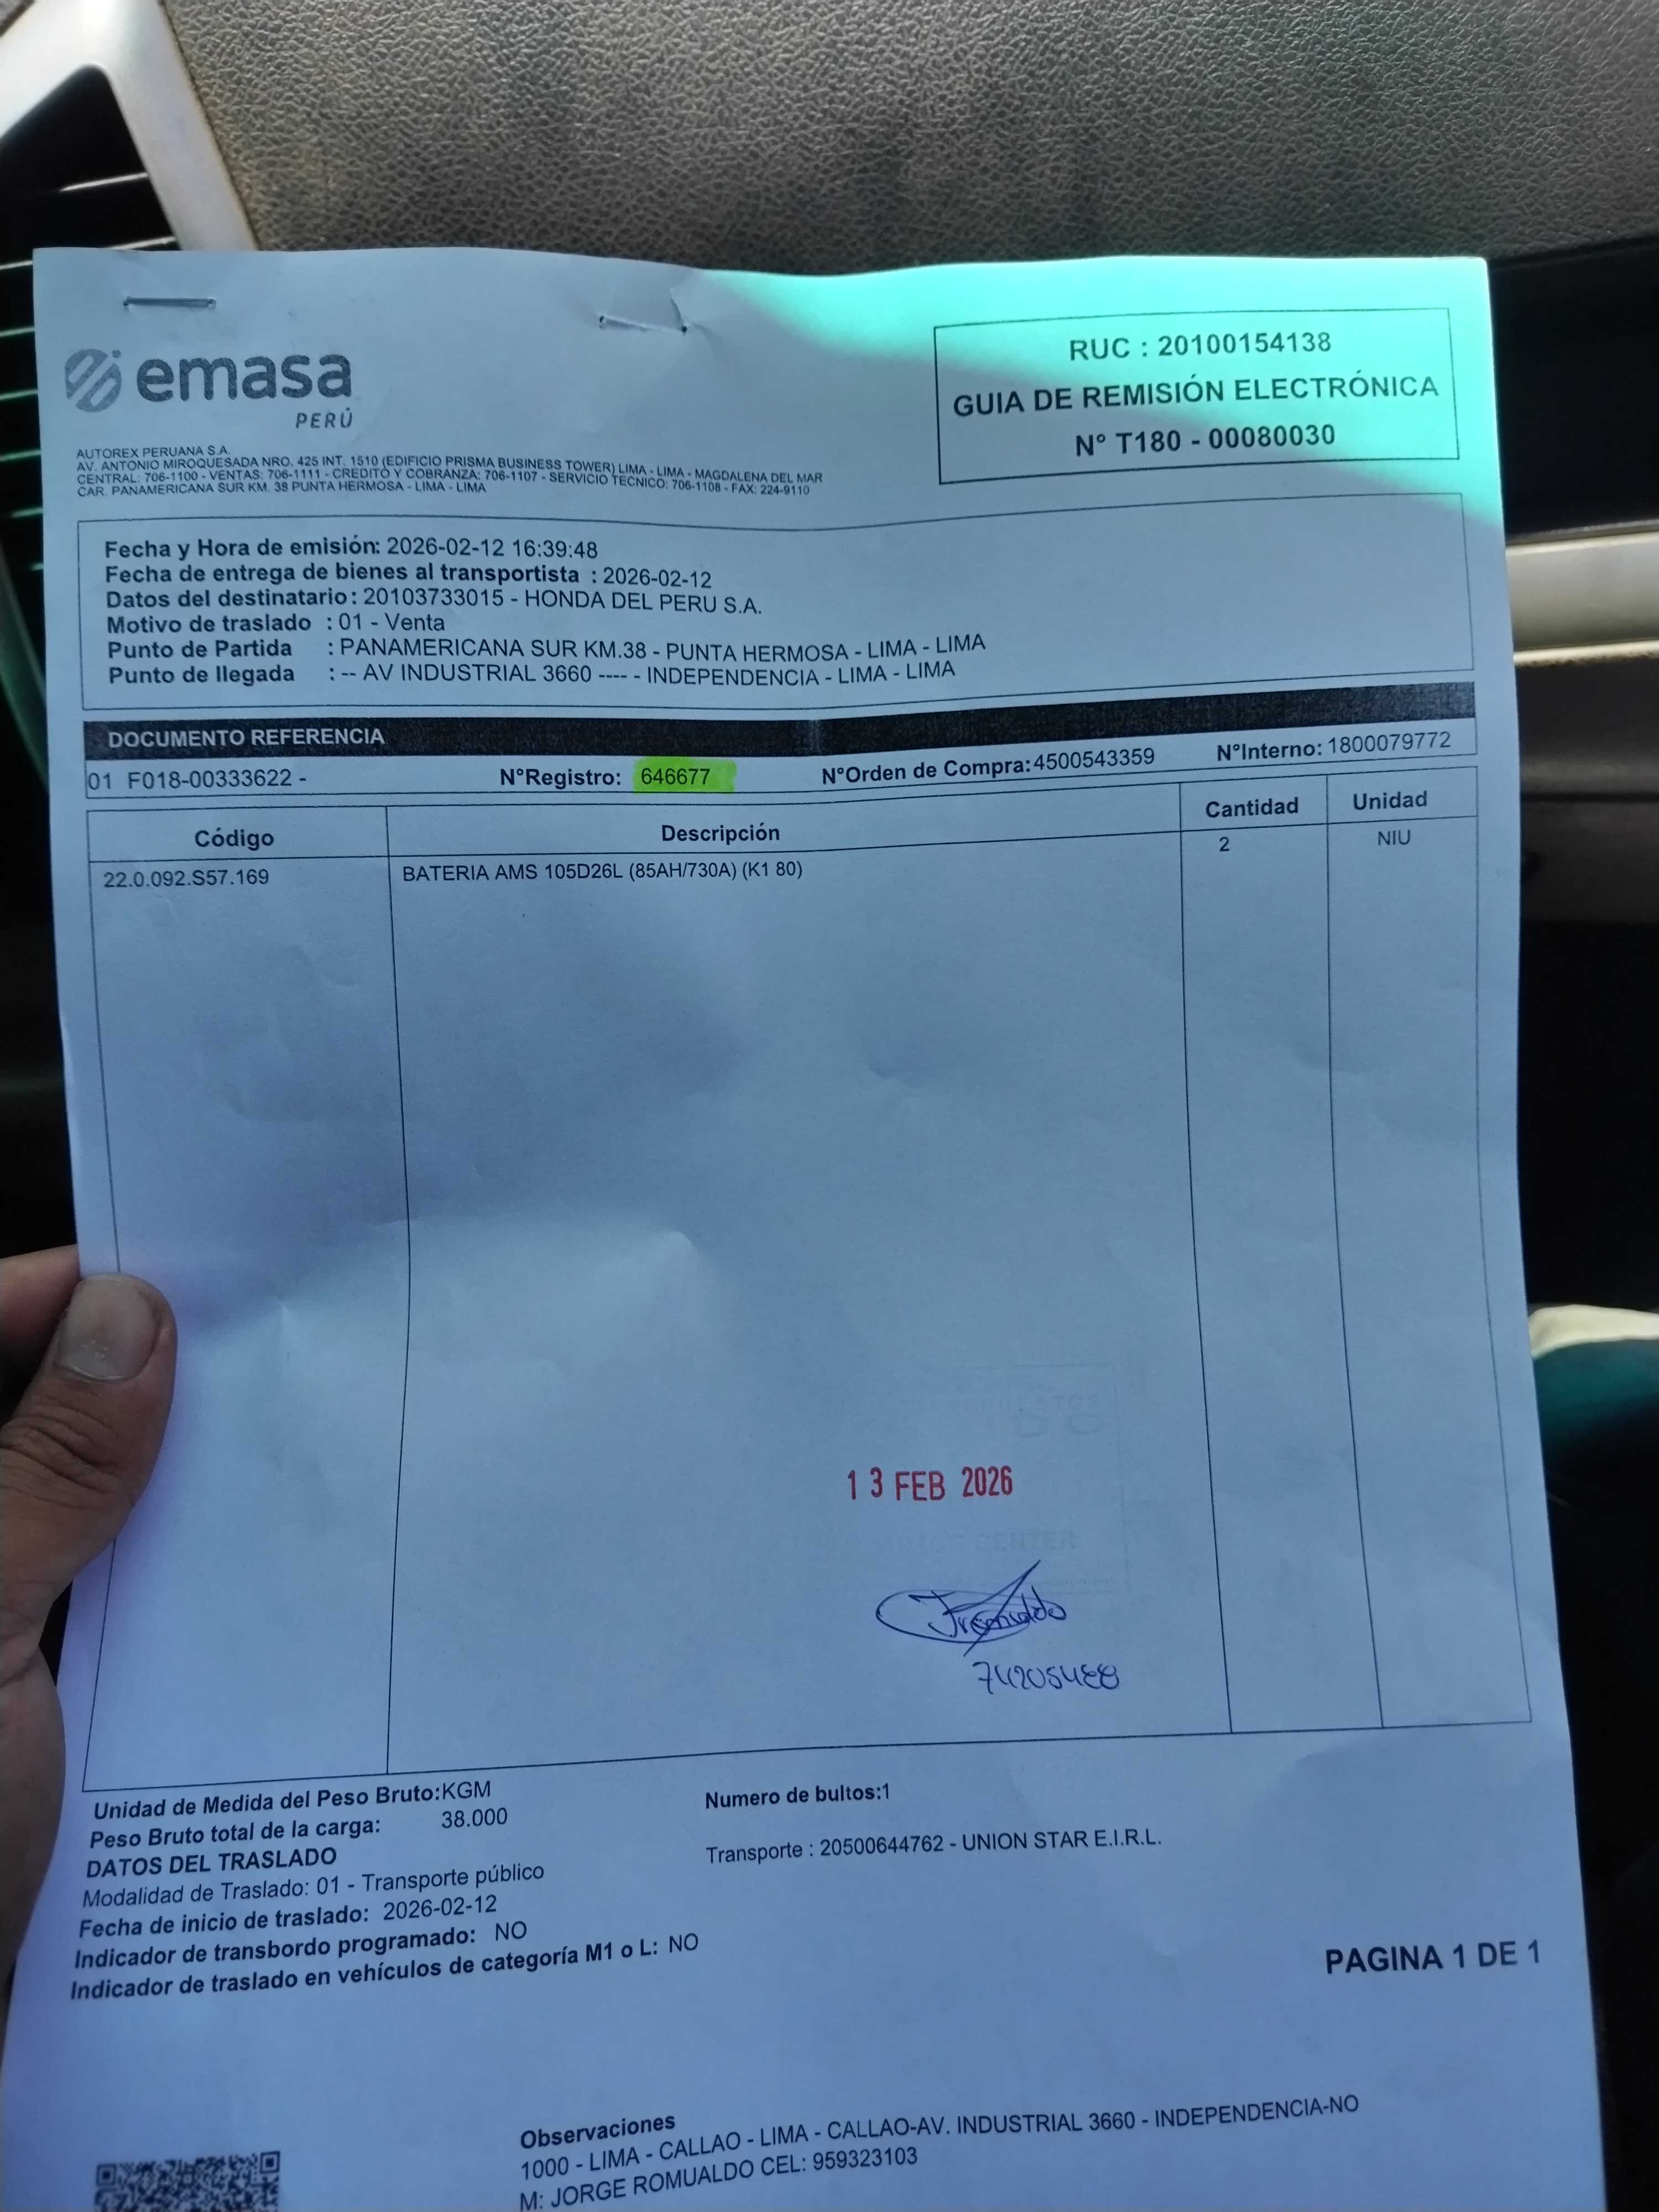 emasa
PERÚ
RUC : 20100154138
GUIA DE REMISIÓN ELECTRÓNICA
N° T180 - 00080030
AUTOREX PERUANA S.A.
AV. ANTONIO MIROQUESADA NRO. 425 INT. 1510 (EDIFICIO PRISMA BUSINESS TOWER) LIMA - LIMA - MAGDALENA DEL MAR
CENTRAL: 706-1100 - VENTAS: 706-1111 - CREDITO Y COBRANZA: 706-1107 - SERVICIO TECNICO: 706-1108 - FAX: 224-9110
CAR. PANAMERICANA SUR KM. 38 PUNTA HERMOSA - LIMA - LIMA
Fecha y Hora de emisión: 2026-02-12 16:39:48
Fecha de entrega de bienes al transportista : 2026-02-12
Datos del destinatario : 20103733015 - HONDA DEL PERU S.A.
Motivo de traslado : 01 - Venta
Punto de Partida : PANAMERICANA SUR KM.38 - PUNTA HERMOSA - LIMA - LIMA
Punto de llegada : -- AV INDUSTRIAL 3660 ---- - INDEPENDENCIA - LIMA - LIMA
DOCUMENTO REFERENCIA
01 F018-00333622 - N°Registro: 646677 N°Orden de Compra: 4500543359 N°Interno: 1800079772
Código Descripción Cantidad Unidad
22.0.092.S57.169 BATERIA AMS 105D26L (85AH/730A) (K1 80) 2 NIU
13 FEB 2026
74205488
Unidad de Medida del Peso Bruto: KGM Numero de bultos:1
Peso Bruto total de la carga: 38.000
DATOS DEL TRASLADO Transporte : 20500644762 - UNION STAR E.I.R.L.
Modalidad de Traslado: 01 - Transporte público
Fecha de inicio de traslado: 2026-02-12
Indicador de transbordo programado: NO
Indicador de traslado en vehículos de categoría M1 o L: NO
PAGINA 1 DE 1
Observaciones
1000 - LIMA - CALLAO - LIMA - CALLAO-AV. INDUSTRIAL 3660 - INDEPENDENCIA-NO
M: JORGE ROMUALDO CEL: 959323103